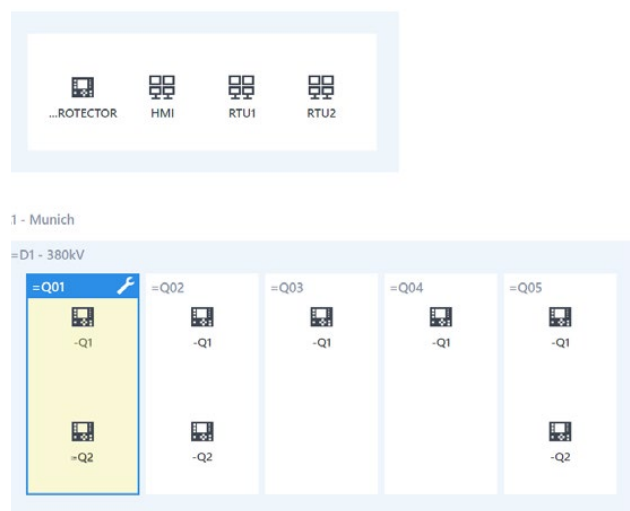 ...ROTECTOR HMI RTU1 RTU2
1 - Munich
=D1 - 380kV
=Q01 =Q02 =Q03 =Q04 =Q05
-Q1 -Q1 -Q1 -Q1 -Q1
=Q2 -Q2 -Q2